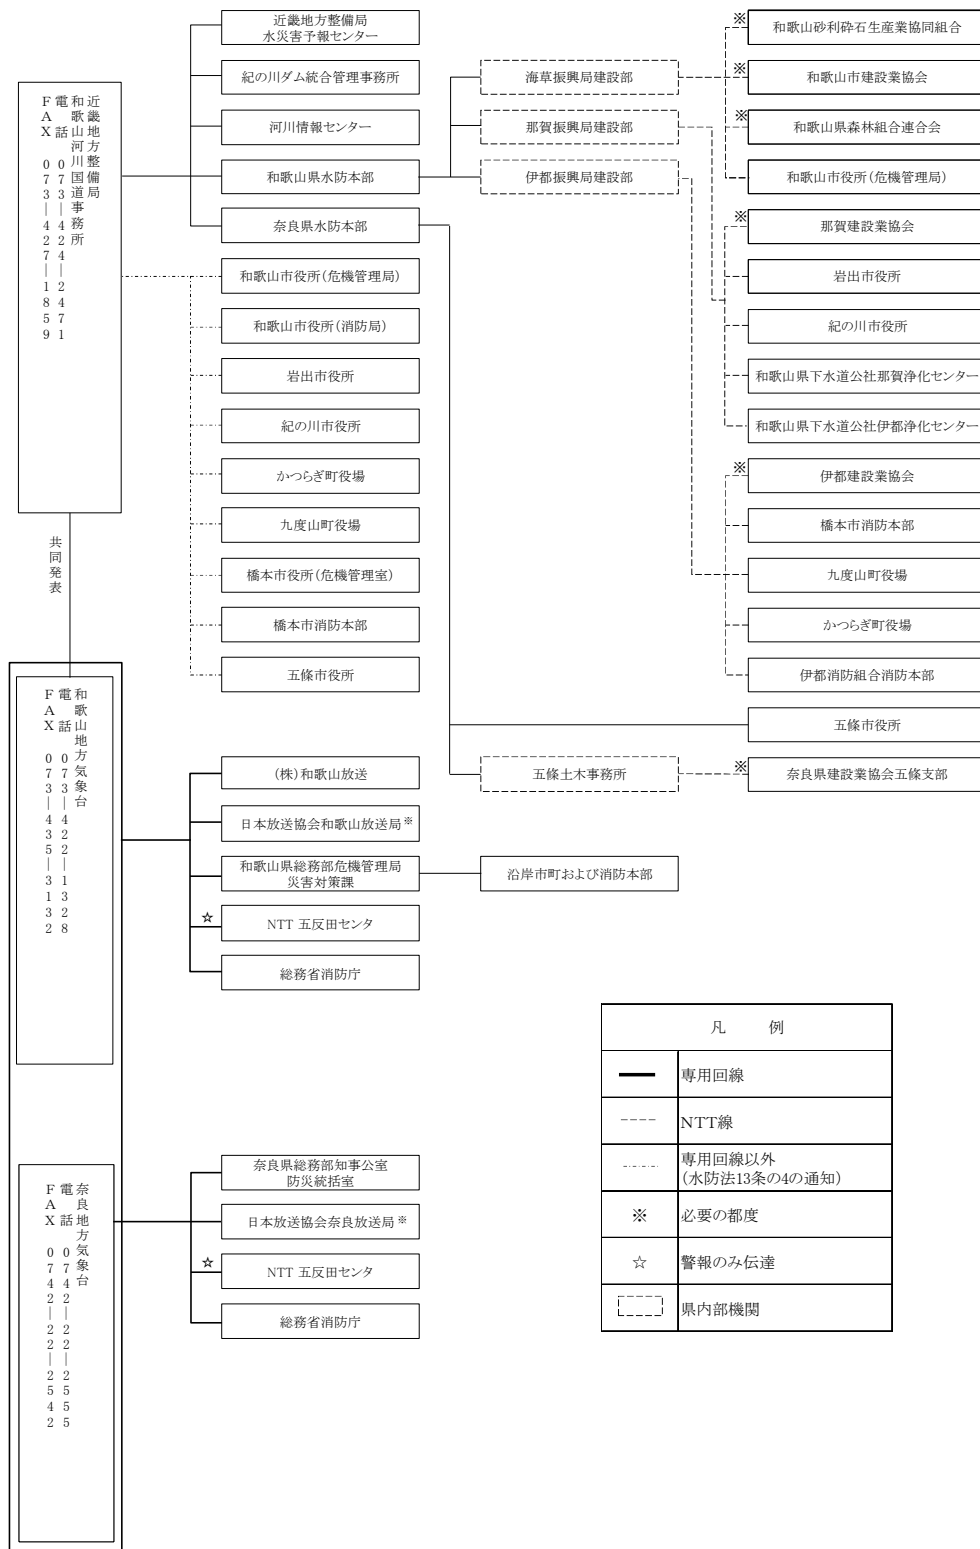 近畿地方整備局
和歌山河川国道事務所
電話 073―424―2471
FAX 073―427―1859
共同発表
和歌山地方気象台
電話 073―422―1328
FAX 073―435―3132
奈良地方気象台
電話 0742―22―2555
FAX 0742―22―2542
近畿地方整備局
水災害予報センター
紀の川ダム統合管理事務所
河川情報センター
和歌山県水防本部
奈良県水防本部
和歌山市役所(危機管理局)
和歌山市役所(消防局)
岩出市役所
紀の川市役所
かつらぎ町役場
九度山町役場
橋本市役所(危機管理室)
橋本市消防本部
五條市役所
(株)和歌山放送
日本放送協会和歌山放送局※
和歌山県総務部危機管理局
災害対策課
☆
NTT 五反田センタ
総務省消防庁
奈良県総務部知事公室
防災統括室
日本放送協会奈良放送局※
☆
NTT 五反田センタ
総務省消防庁
海草振興局建設部
那賀振興局建設部
伊都振興局建設部
五條土木事務所
沿岸市町および消防本部
※
和歌山砂利砕石生産業協同組合
※
和歌山市建設業協会
※
和歌山県森林組合連合会
和歌山市役所(危機管理局)
※
那賀建設業協会
岩出市役所
紀の川市役所
和歌山県下水道公社那賀浄化センター
和歌山県下水道公社伊都浄化センター
※
伊都建設業協会
橋本市消防本部
九度山町役場
かつらぎ町役場
伊都消防組合消防本部
五條市役所
※
奈良県建設業協会五條支部
凡 例
専用回線
NTT線
専用回線以外
(水防法13条の4の通知)
※ 必要の都度
☆ 警報のみ伝達
県内部機関